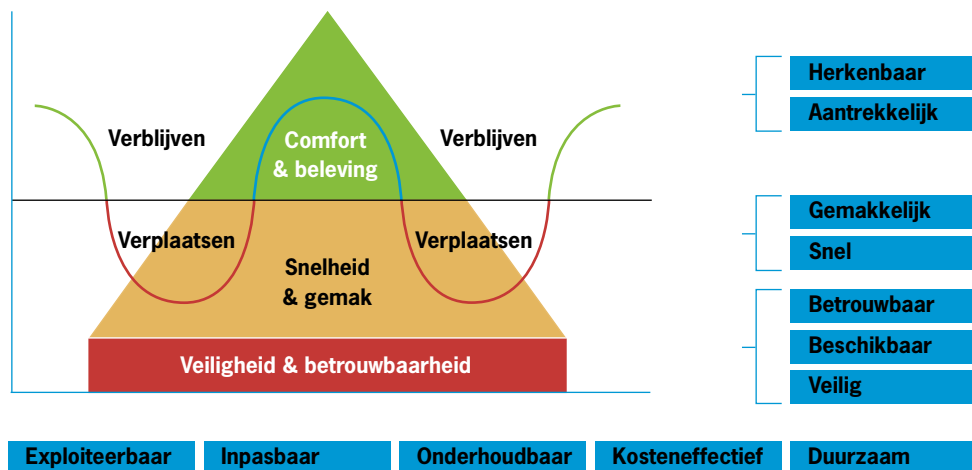 Verblijven
Comfort
& beleving
Verblijven
Verplaatsen
Snelheid
& gemak
Verplaatsen
Veiligheid & betrouwbaarheid
Herkenbaar
Aantrekkelijk
Gemakkelijk
Snel
Betrouwbaar
Beschikbaar
Veilig
Exploiteerbaar
Inpasbaar
Onderhoudbaar
Kosteneffectief
Duurzaam